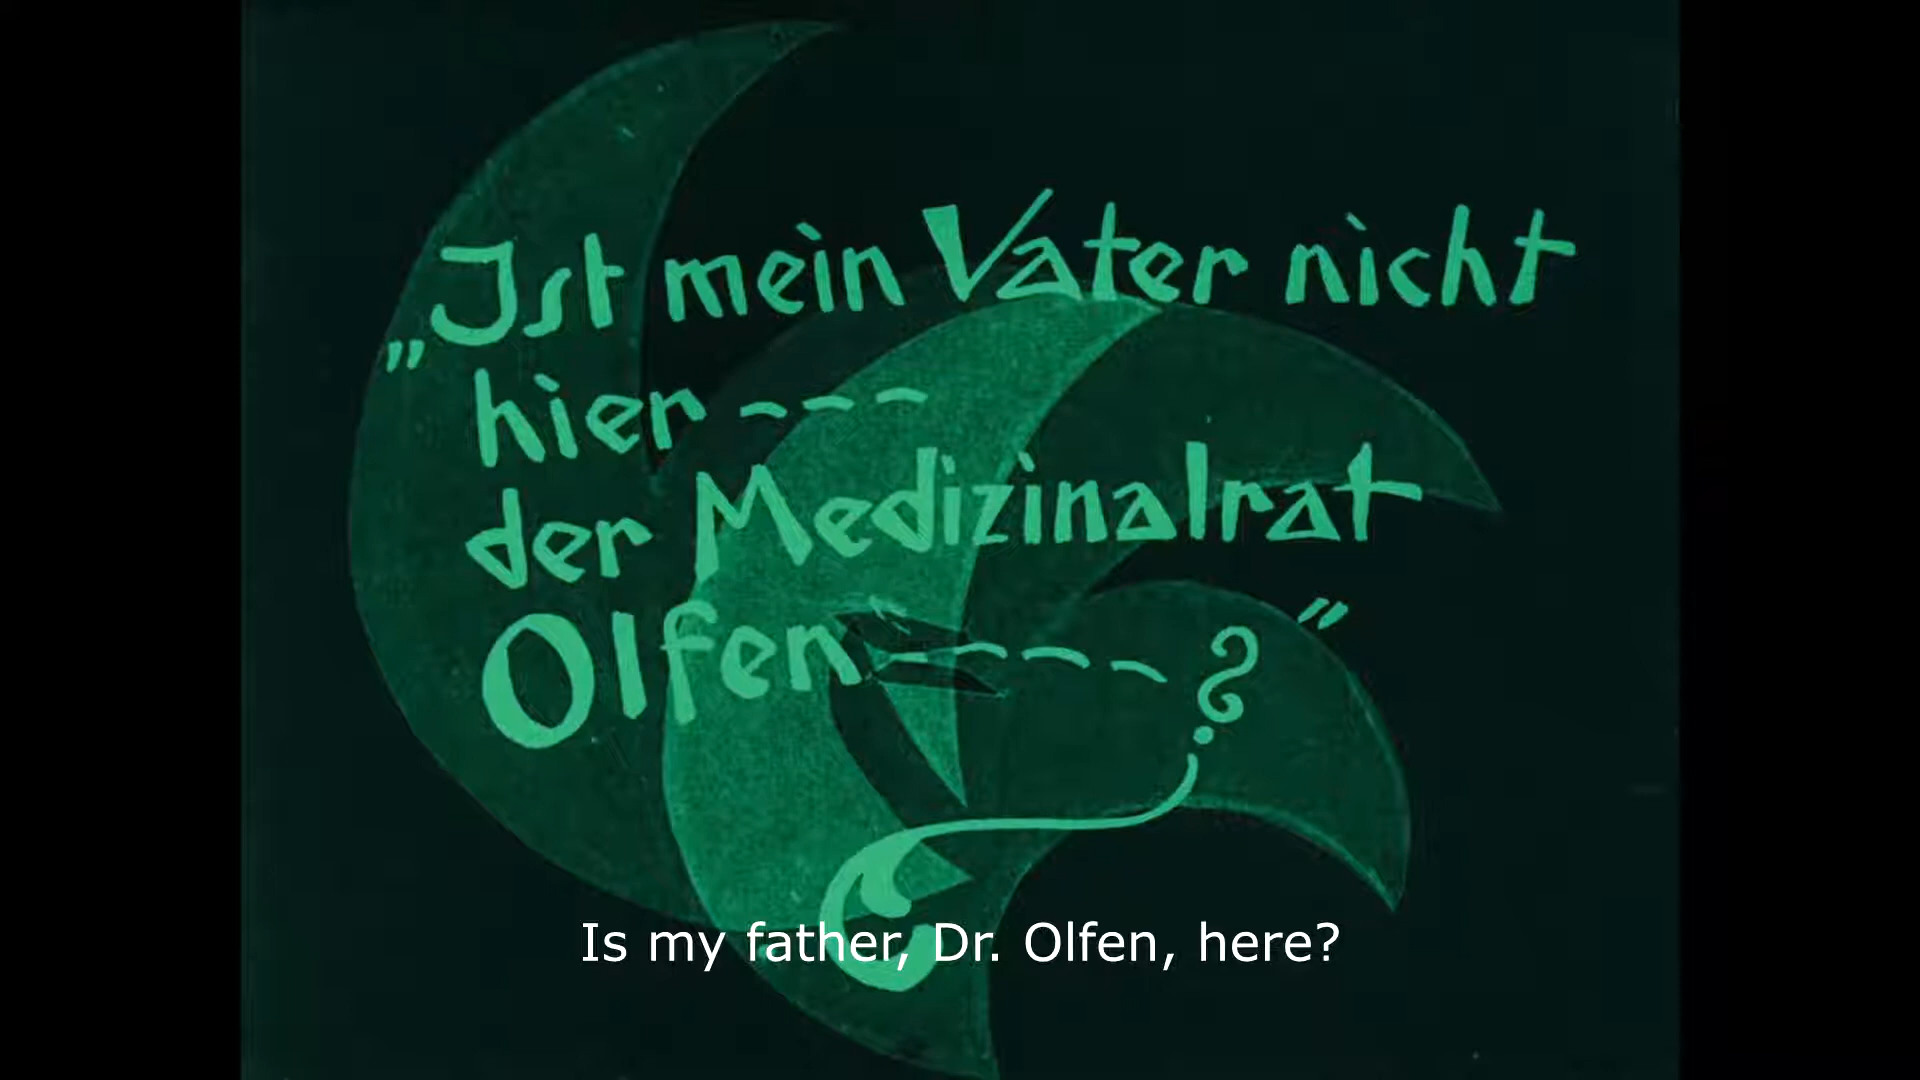 „Ist mein Vater nicht
hier ---
der Medizinalrat
Olfen ---- ?"
Is my father, Dr. Olfen, here?